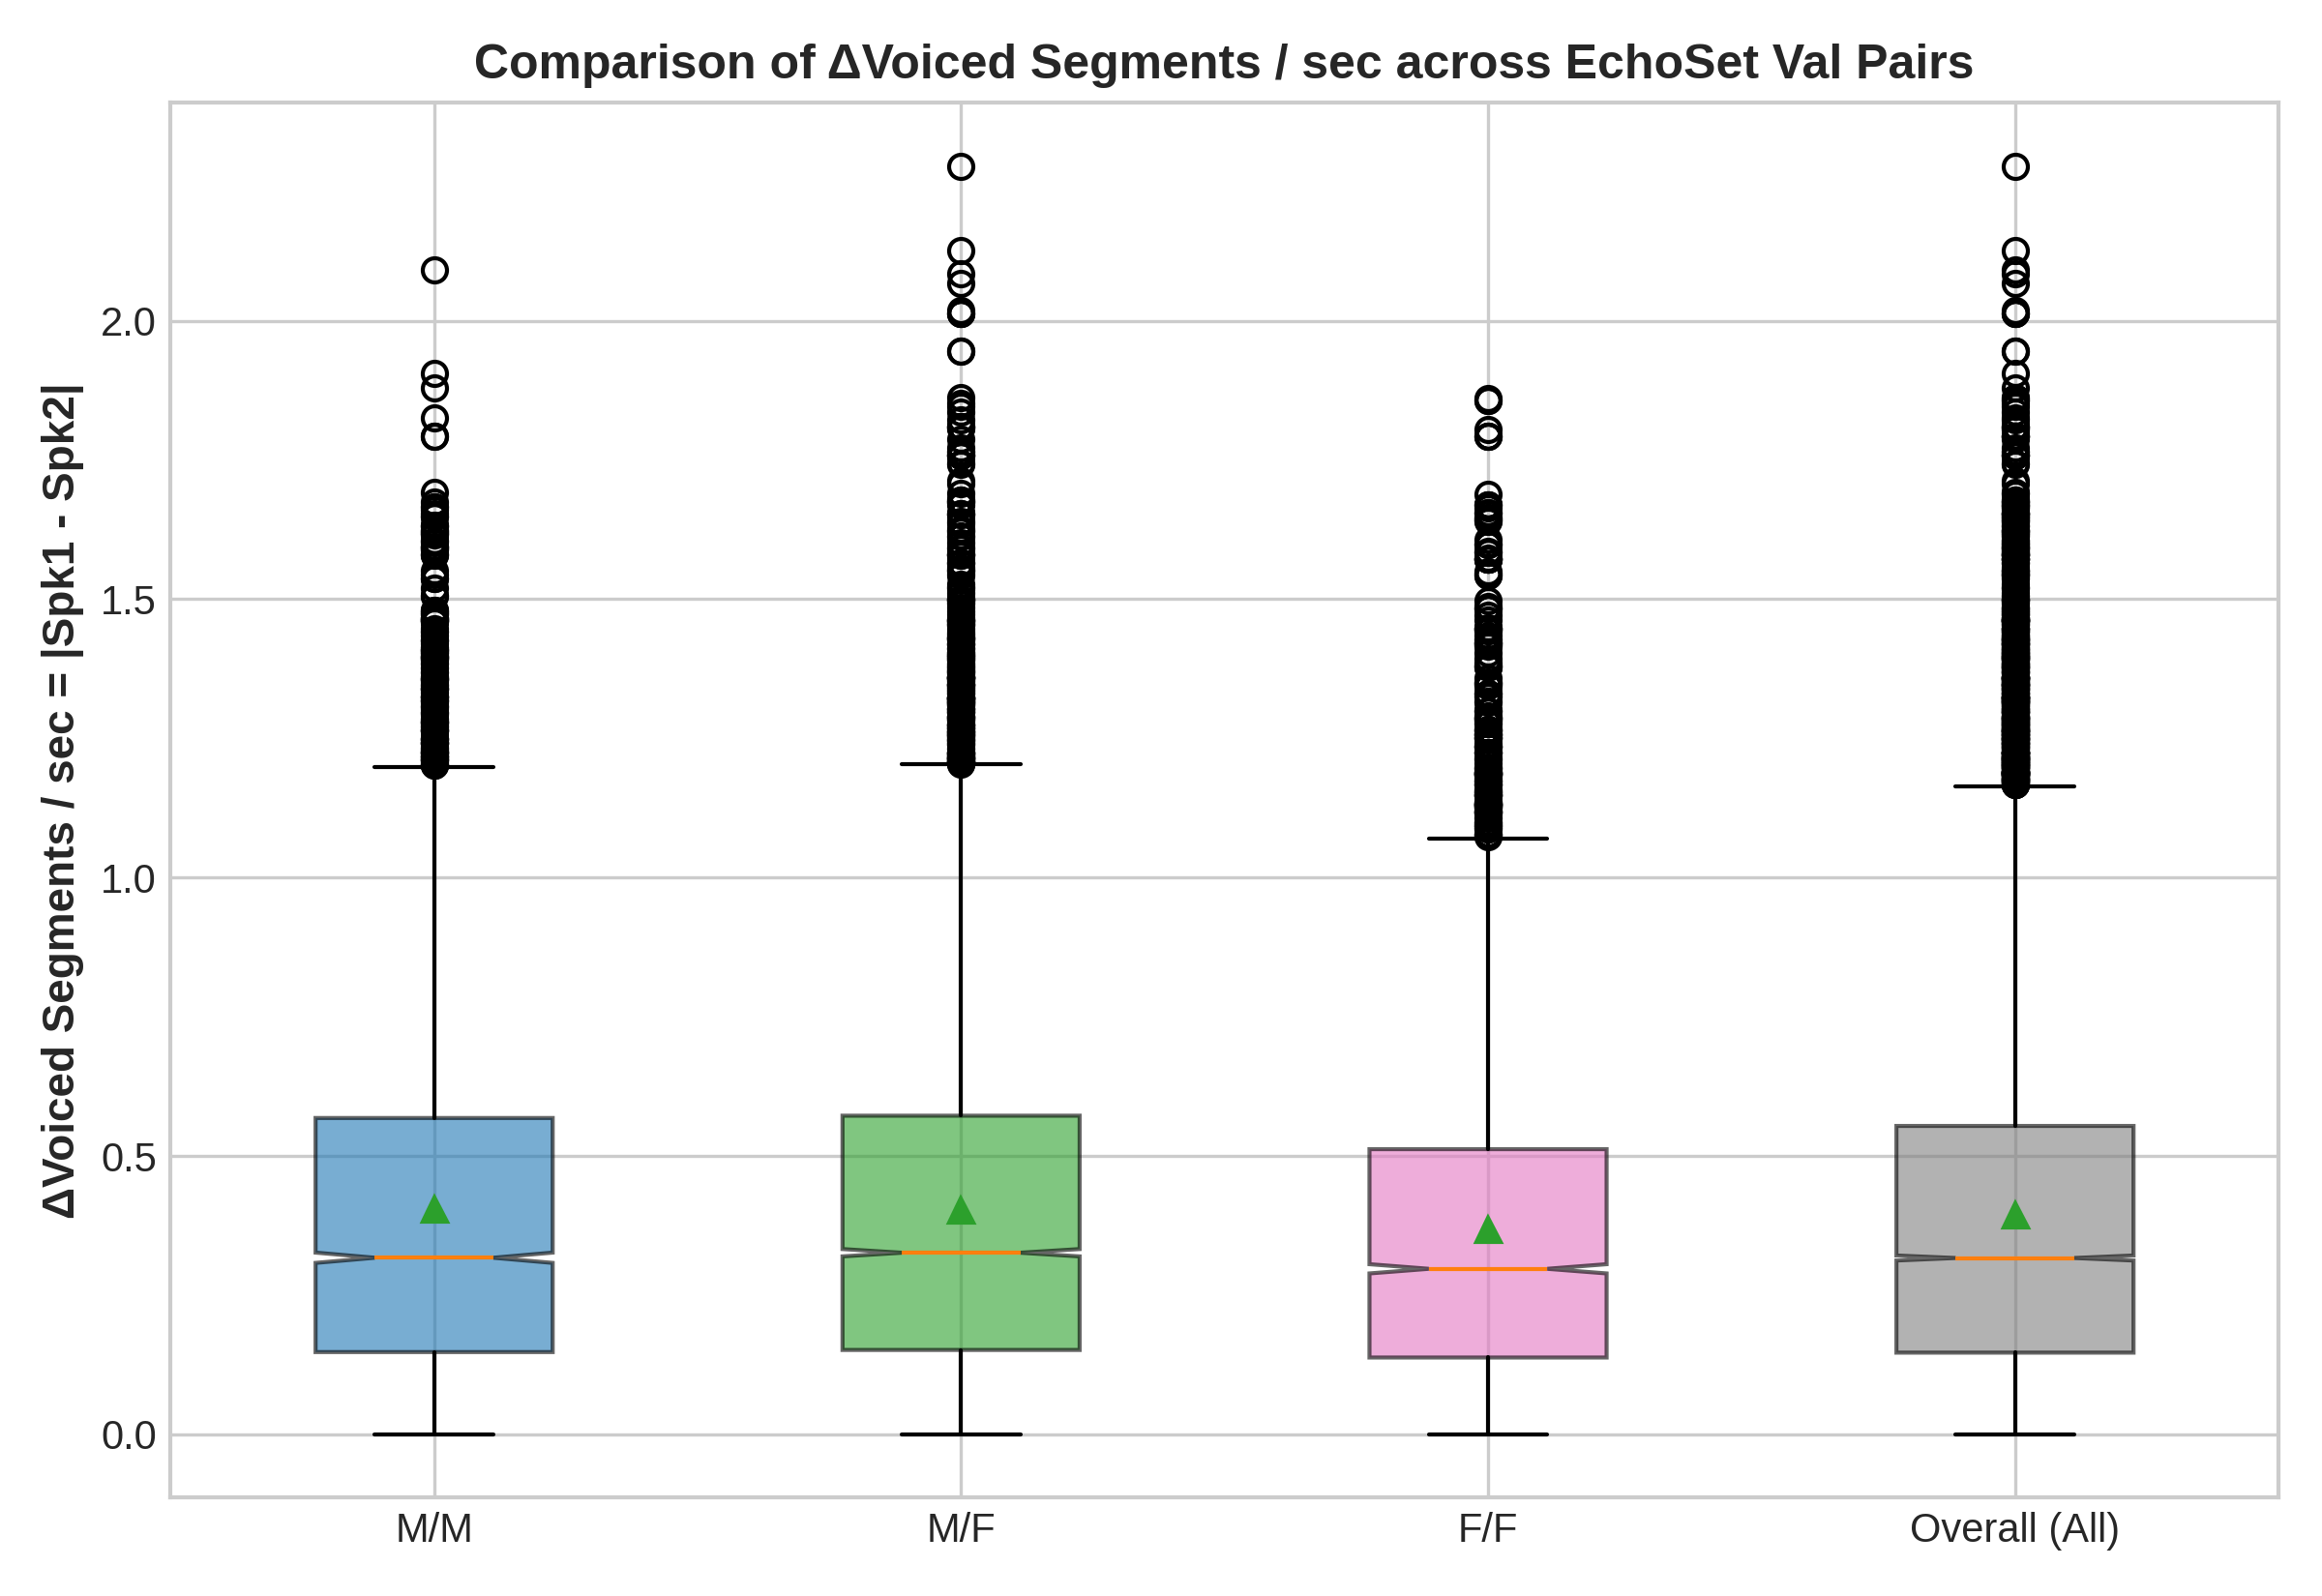 Comparison of ΔVoiced Segments / sec across EchoSet Val Pairs
ΔVoiced Segments / sec = |Spk1 - Spk2|
2.0
1.5
1.0
0.5
0.0
M/M
M/F
F/F
Overall (All)